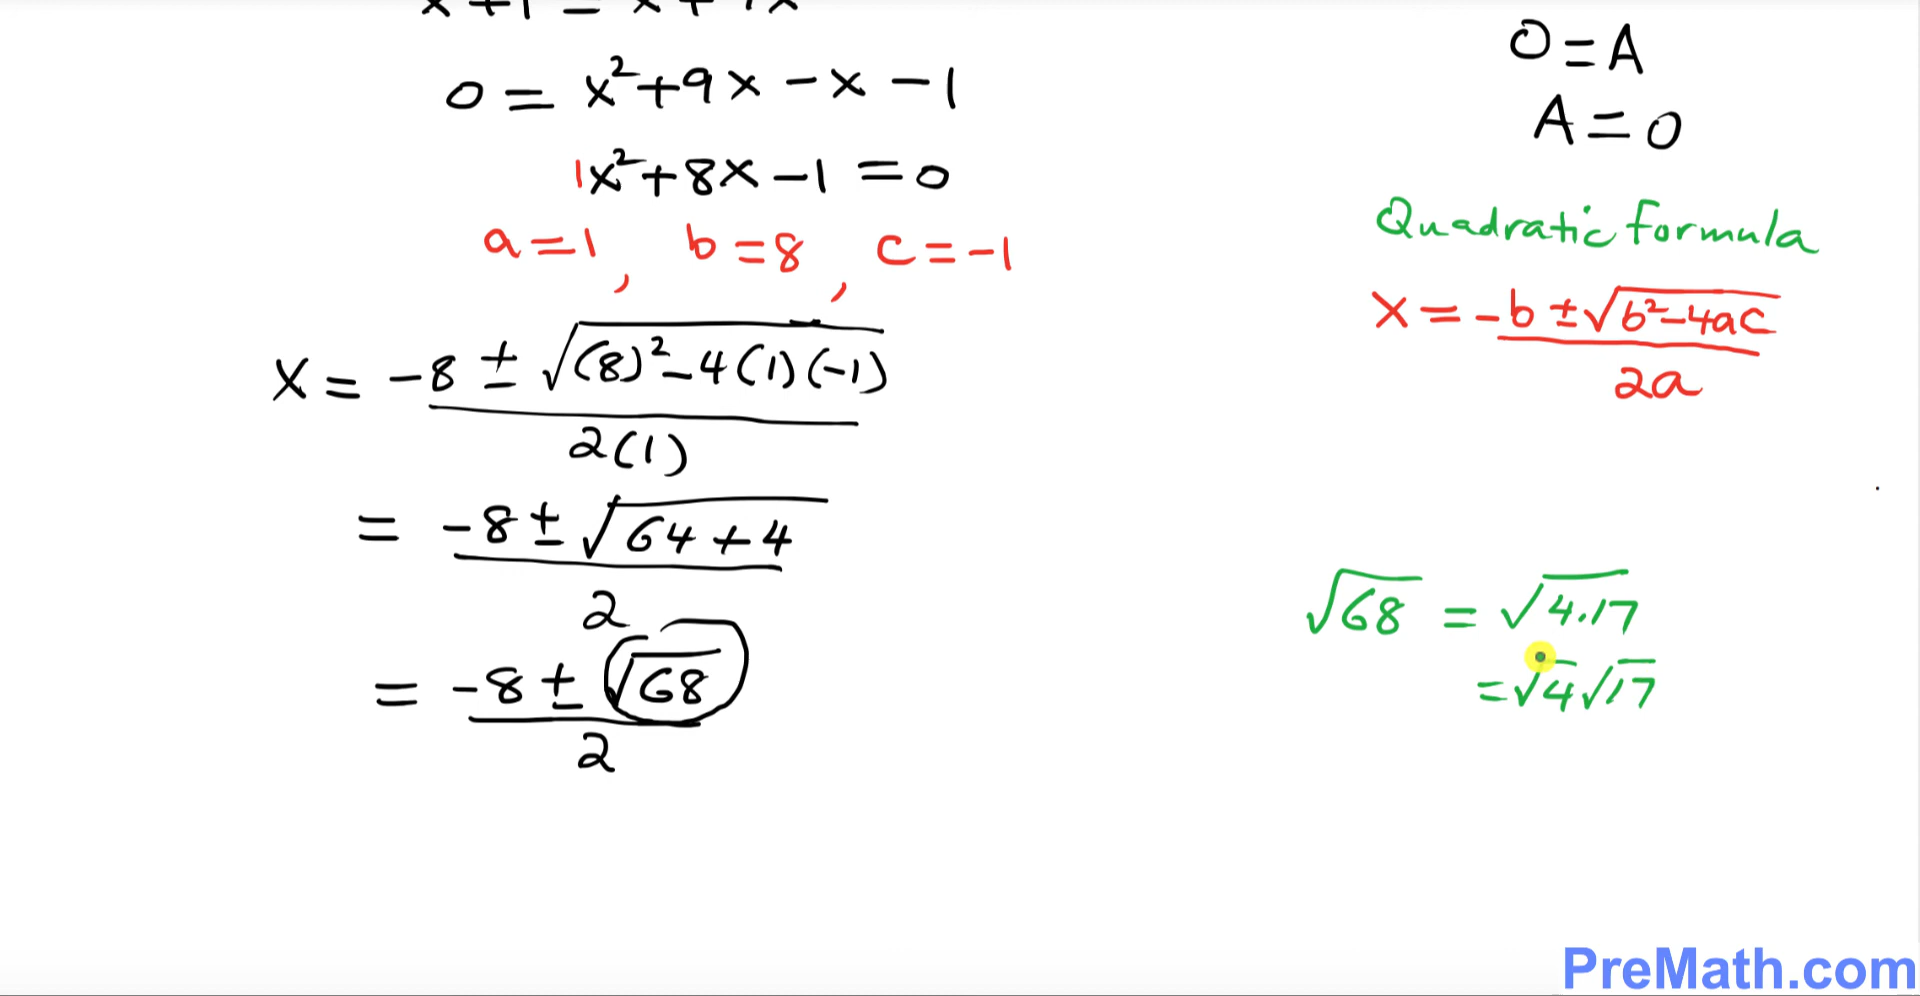 0 = x²+9x-x-1
1x²+8x-1=0
a=1, b=8, c=-1
x = -8 ± √(8)²-4(1)(-1)
2(1)
= -8 ± √64+4
2
= -8 ± √68
2
0=A
A=0
Quadratic formula
x = -b ± √b²-4ac
2a
√68 = √4.17
= √4√17
PreMath.com